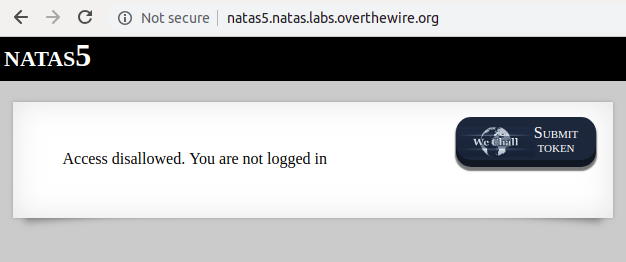 Not secure | natas5.natas.labs.overthewire.org
NATAS5
We Chall
SUBMIT
TOKEN
Access disallowed. You are not logged in